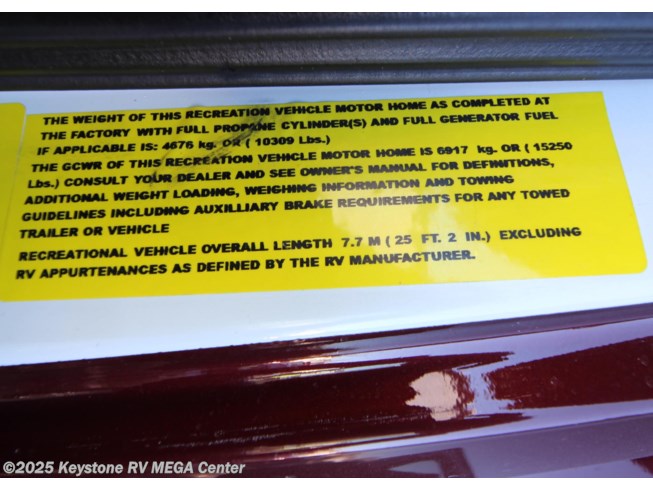 THE WEIGHT OF THIS RECREATION VEHICLE MOTOR HOME AS COMPLETED AT
THE FACTORY WITH FULL PROPANE CYLINDER(S) AND FULL GENERATOR FUEL
IF APPLICABLE IS: 4676 kg. OR ( 10309 Lbs.)
THE GCWR OF THIS RECREATION VEHICLE MOTOR HOME IS 6917 kg. OR ( 15250
Lbs.) CONSULT YOUR DEALER AND SEE OWNER'S MANUAL FOR DEFINITIONS,
ADDITIONAL WEIGHT LOADING, WEIGHING INFORMATION AND TOWING
GUIDELINES INCLUDING AUXILLIARY BRAKE REQUIREMENTS FOR ANY TOWED
TRAILER OR VEHICLE
RECREATIONAL VEHICLE OVERALL LENGTH 7.7 M ( 25 FT. 2 IN.) EXCLUDING
RV APPURTENANCES AS DEFINED BY THE RV MANUFACTURER.
©2025 Keystone RV MEGA Center